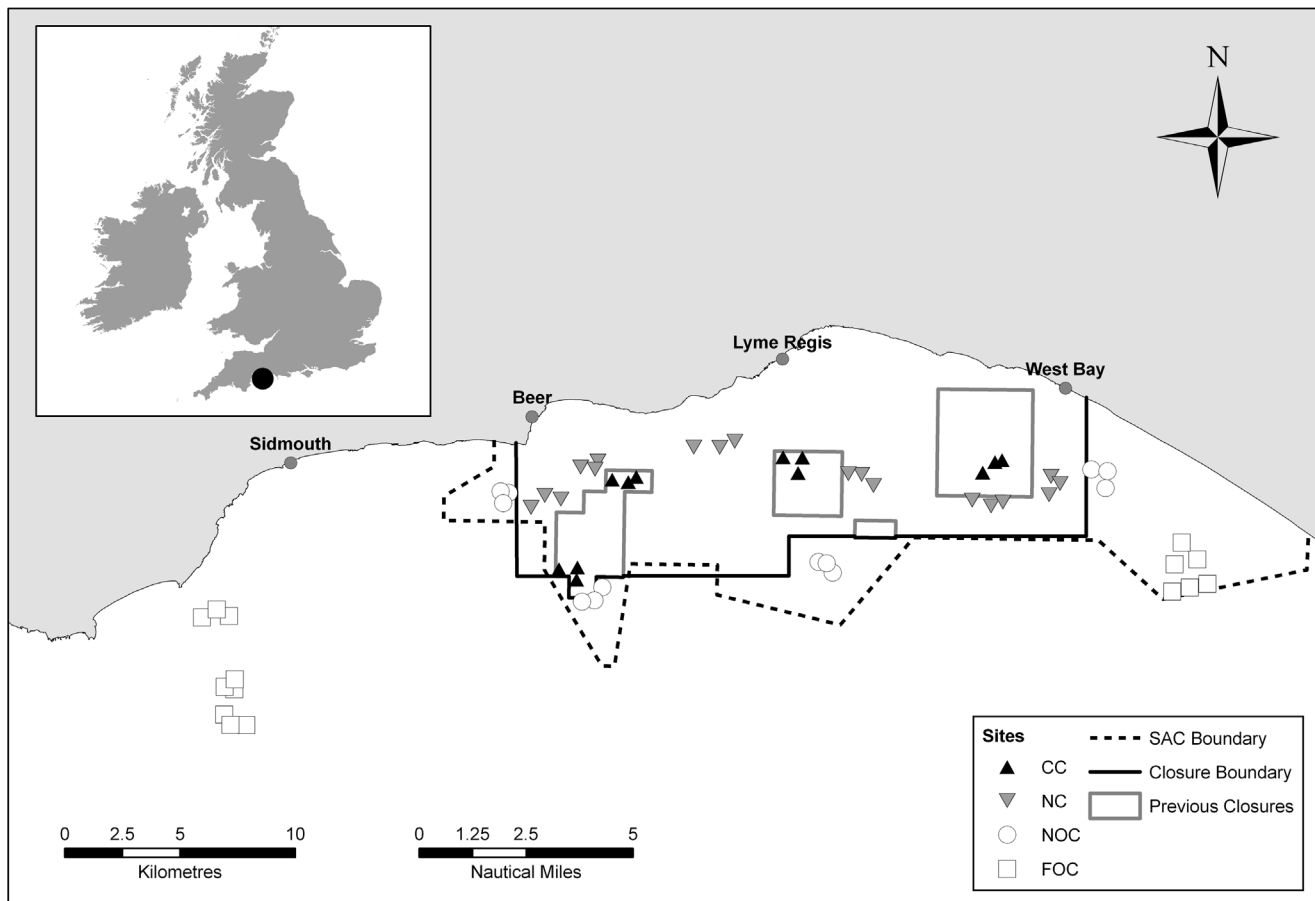 N
Lyme Regis
West Bay
Beer
Sidmouth
0 2.5 5 10
Kilometres
0 1.25 2.5 5
Nautical Miles
Sites
CC
NC
NOC
FOC
SAC Boundary
Closure Boundary
Previous Closures